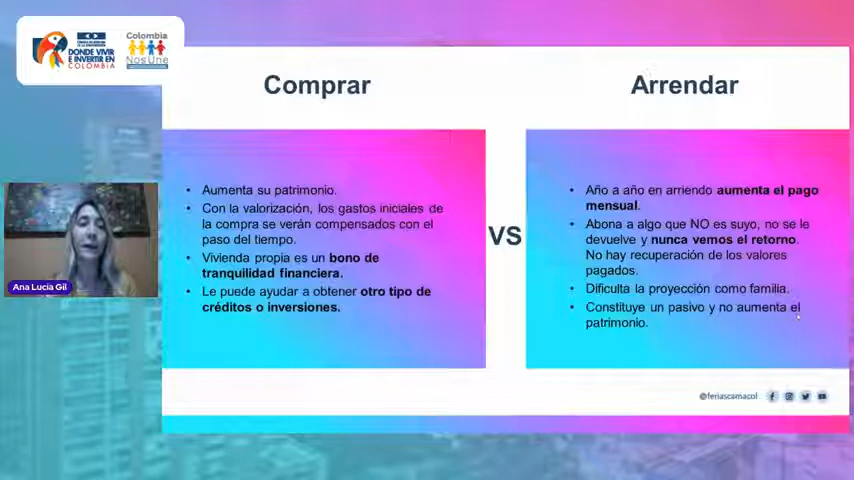 DONDE VIVIR
E INVERTIR EN
COLOMBIA
Colombia
NosUne
Comprar
Arrendar
• Aumenta su patrimonio.
• Con la valorización, los gastos iniciales de
la compra se verán compensados con el
paso del tiempo.
• Vivienda propia es un bono de
tranquilidad financiera.
• Le puede ayudar a obtener otro tipo de
créditos o inversiones.
VS
• Año a año en arriendo aumenta el pago
mensual.
• Abona a algo que NO es suyo, no se le
devuelve y nunca vemos el retorno.
No hay recuperación de los valores
pagados.
• Dificulta la proyección como familia.
• Constituye un pasivo y no aumenta el
patrimonio.
Ana Lucía Gil
@feriascamacol